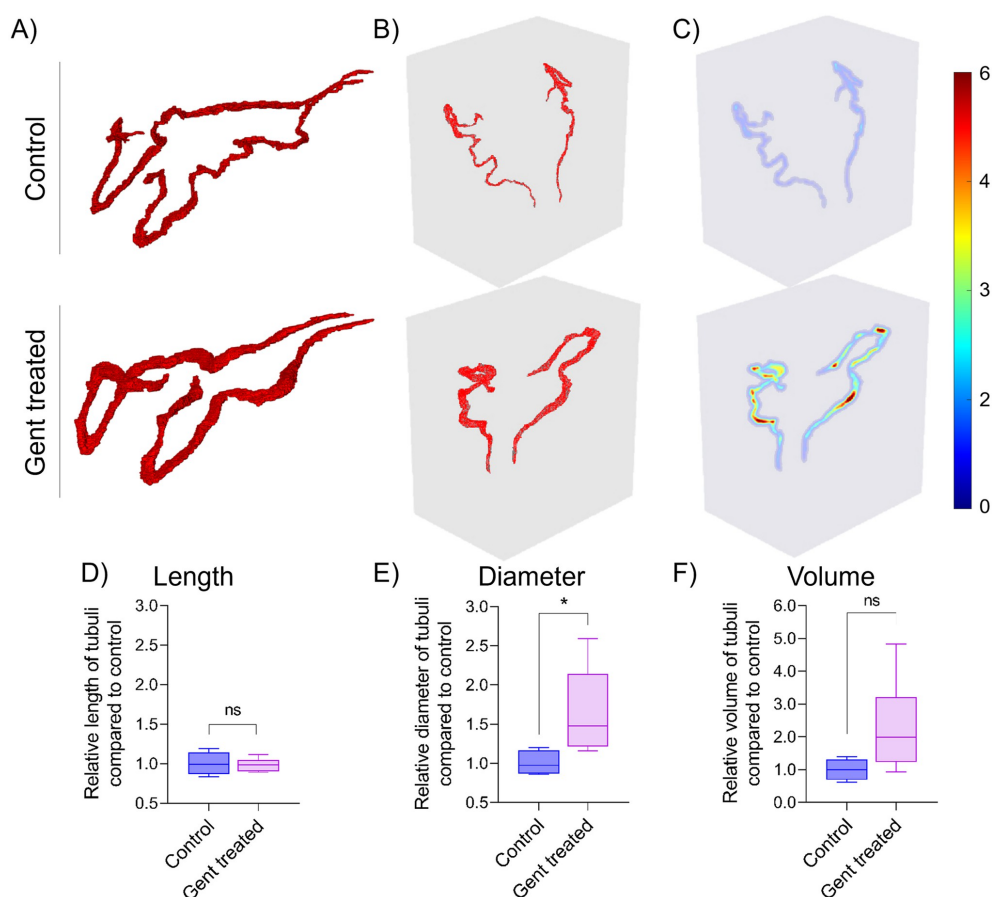 A)
B)
C)
Control
Gent treated
6
4
3
2
0
D)
Length
Relative length of tubuli
compared to control
3.0
2.5
2.0
1.5
1.0
0.5
ns
Control
Gent treated
E)
Diameter
Relative diameter of tubuli
compared to control
3.0
2.5
2.0
1.5
1.0
0.5
*
Control
Gent treated
F)
Volume
Relative volume of tubuli
compared to control
6.0
5.0
4.0
3.0
2.0
1.0
0.0
ns
Control
Gent treated